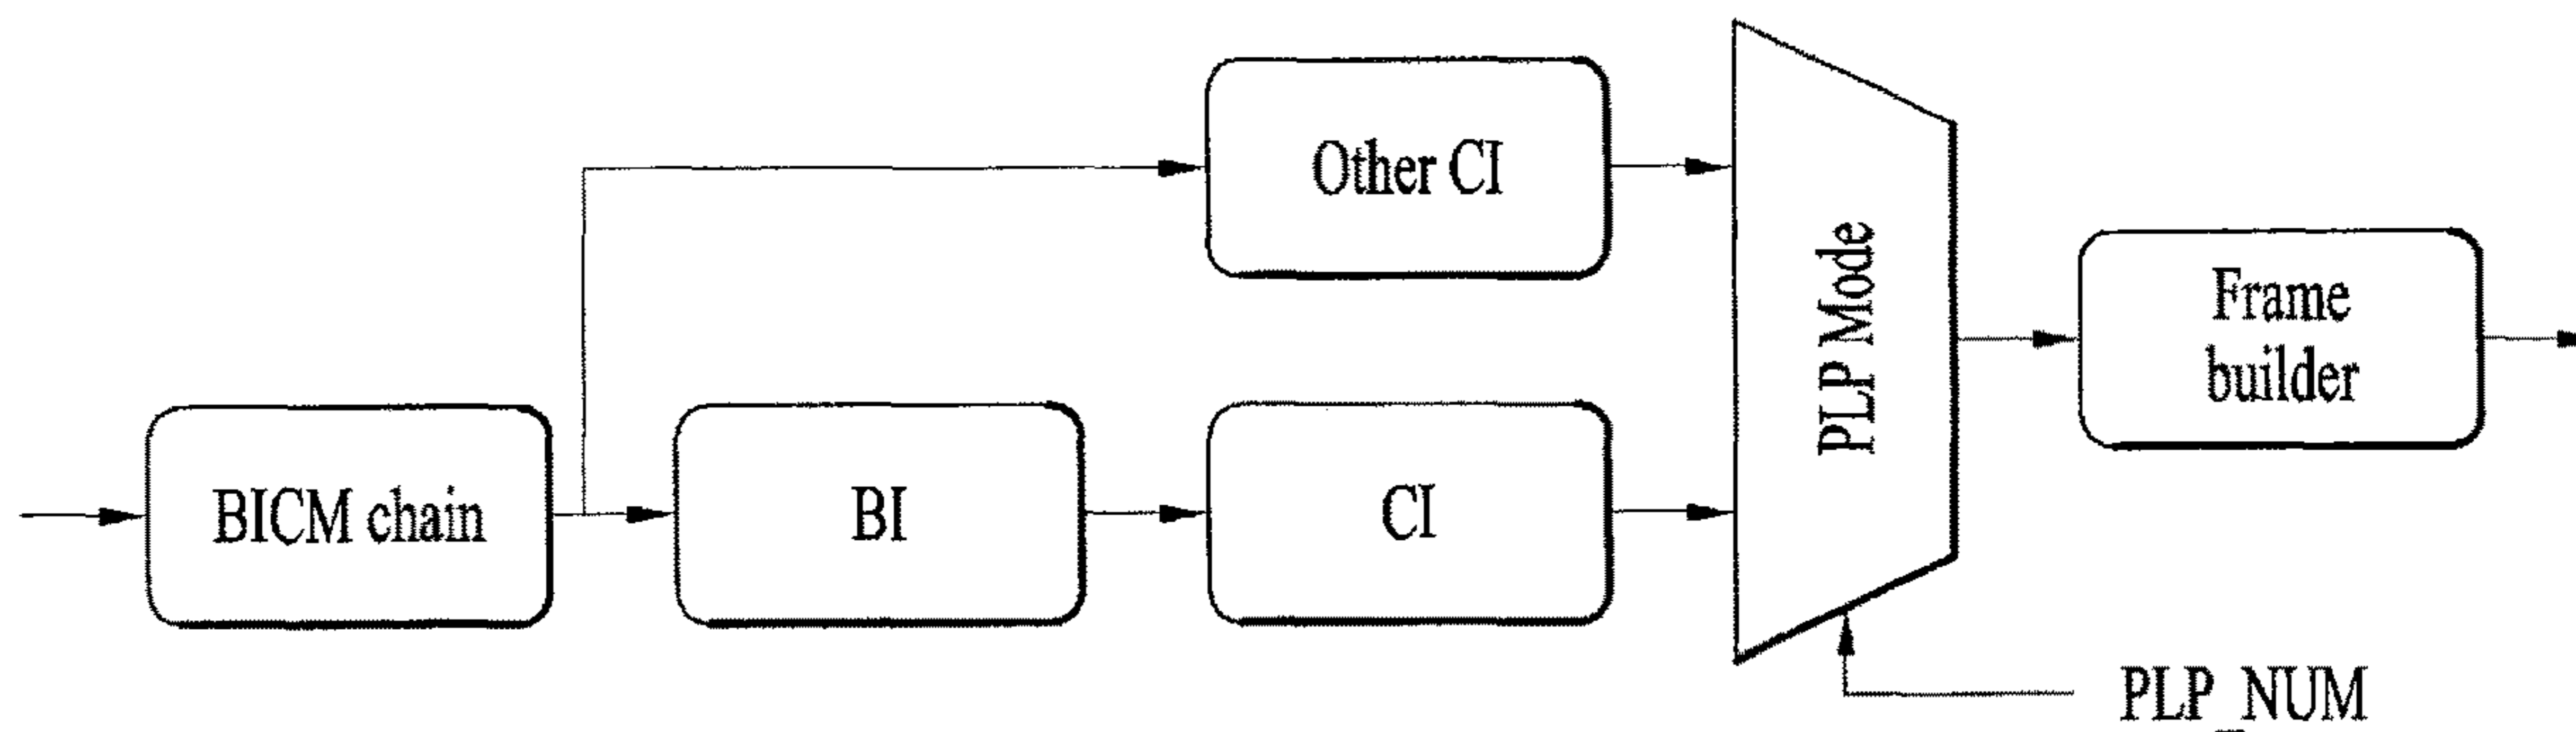 Other CI
PLP Mode
Frame
builder
BICM chain
BI
CI
PLP_NUM